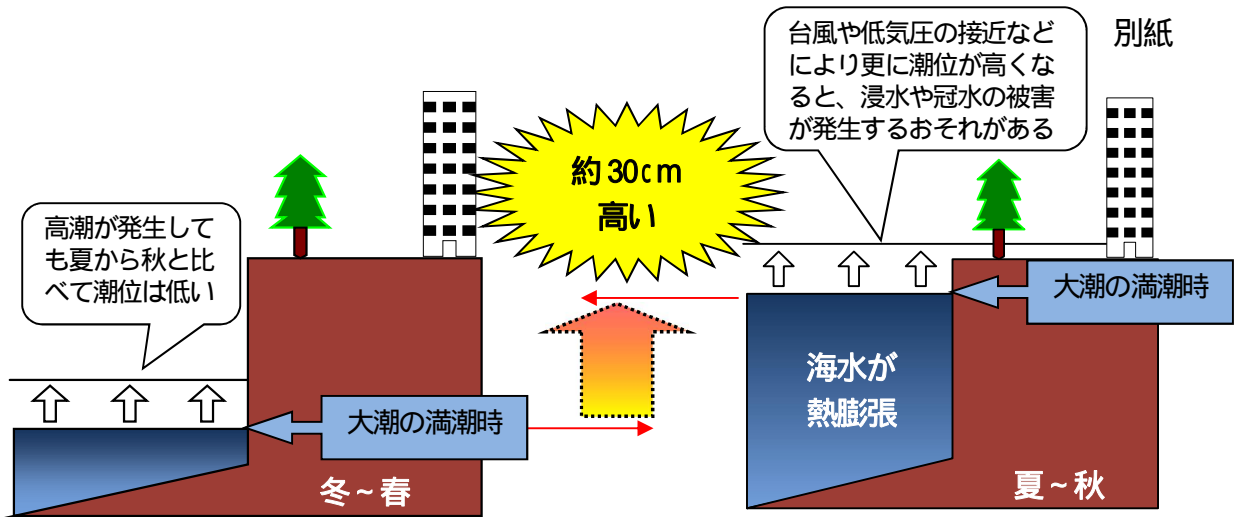 別紙
台風や低気圧の接近など
により更に潮位が高くな
ると、浸水や冠水の被害
が発生するおそれがある
約30cm
高い
高潮が発生して
も夏から秋と比
べて潮位は低い
大潮の満潮時
冬~春
大潮の満潮時
海水が
熱膨張
夏~秋